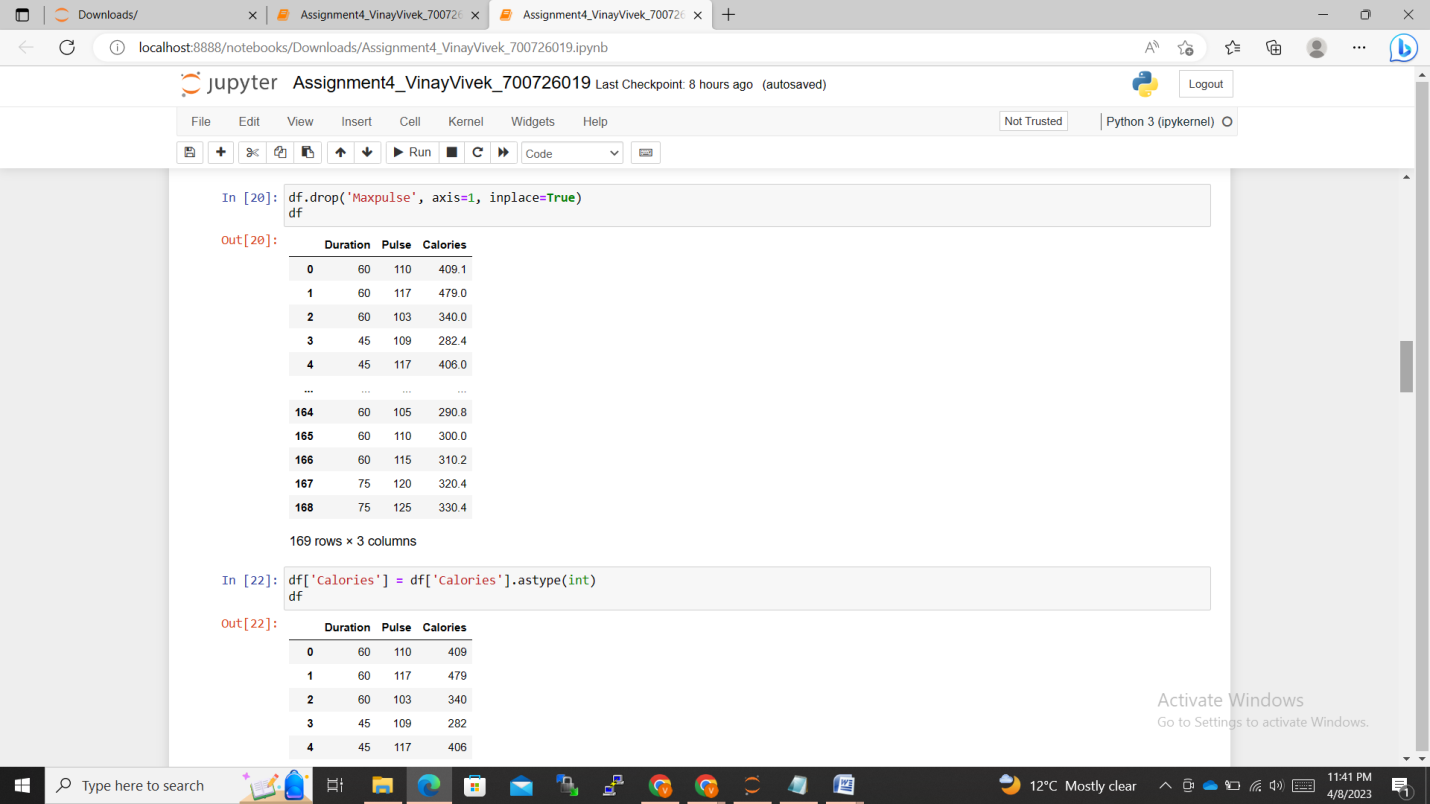 Downloads/
Assignment4_VinayVivek_700726
Assignment4_VinayVivek_700726
localhost:8888/notebooks/Downloads/Assignment4_VinayVivek_700726019.ipynb
jupyter Assignment4_VinayVivek_700726019 Last Checkpoint: 8 hours ago (autosaved)
Logout
File Edit View Insert Cell Kernel Widgets Help
Not Trusted
Python 3 (ipykernel)
Run
Code
In [20]: df.drop('Maxpulse', axis=1, inplace=True)
df
Out[20]:
Duration Pulse Calories
0 60 110 409.1
1 60 117 479.0
2 60 103 340.0
3 45 109 282.4
4 45 117 406.0
... ... ... ...
164 60 105 290.8
165 60 110 300.0
166 60 115 310.2
167 75 120 320.4
168 75 125 330.4
169 rows × 3 columns
In [22]: df['Calories'] = df['Calories'].astype(int)
df
Out[22]:
Duration Pulse Calories
0 60 110 409
1 60 117 479
2 60 103 340
3 45 109 282
4 45 117 406
Activate Windows
Go to Settings to activate Windows.
Type here to search
12°C Mostly clear
11:41 PM
4/8/2023
1